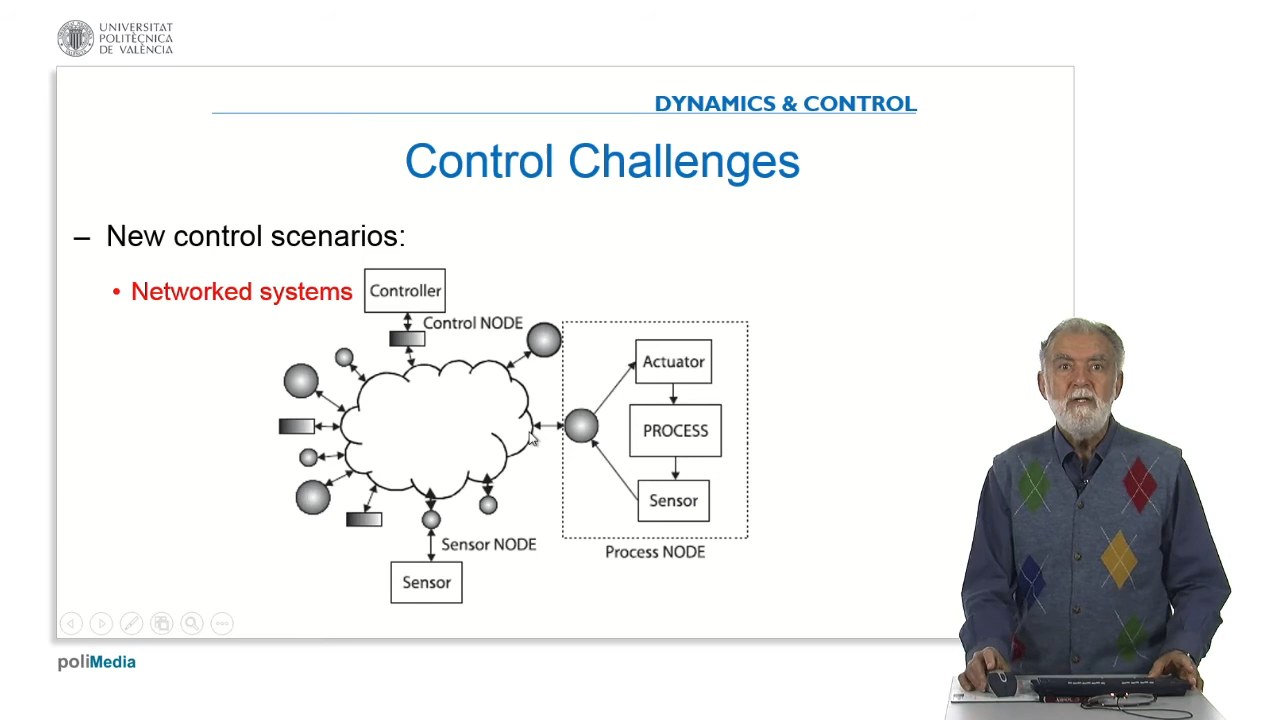 UNIVERSITAT
POLITÈCNICA
DE VALÈNCIA
DYNAMICS & CONTROL
Control Challenges
– New control scenarios:
• Networked systems
Controller
Control NODE
Actuator
PROCESS
Sensor
Sensor NODE
Process NODE
Sensor
poliMedia